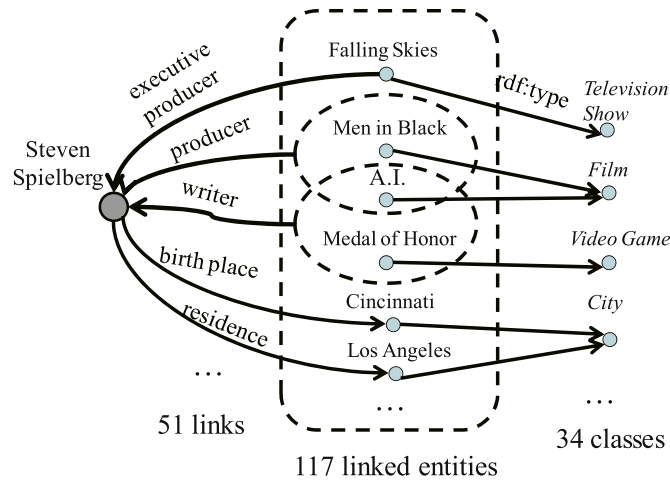 Falling Skies
executive
producer
rdf:type
Television
Show
Men in Black
producer
Steven
Spielberg
Film
A.I.
writer
Medal of Honor
Video Game
birth place
Cincinnati
City
residence
Los Angeles
...
...
...
51 links
34 classes
117 linked entities